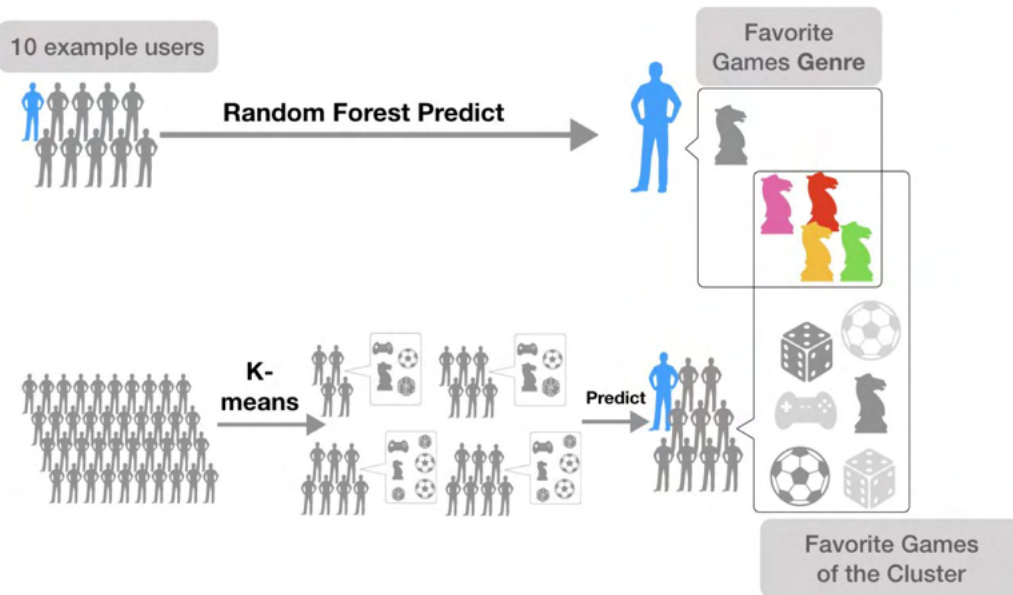 10 example users
Favorite
Games Genre
Random Forest Predict
K-
means
Predict
Favorite Games
of the Cluster